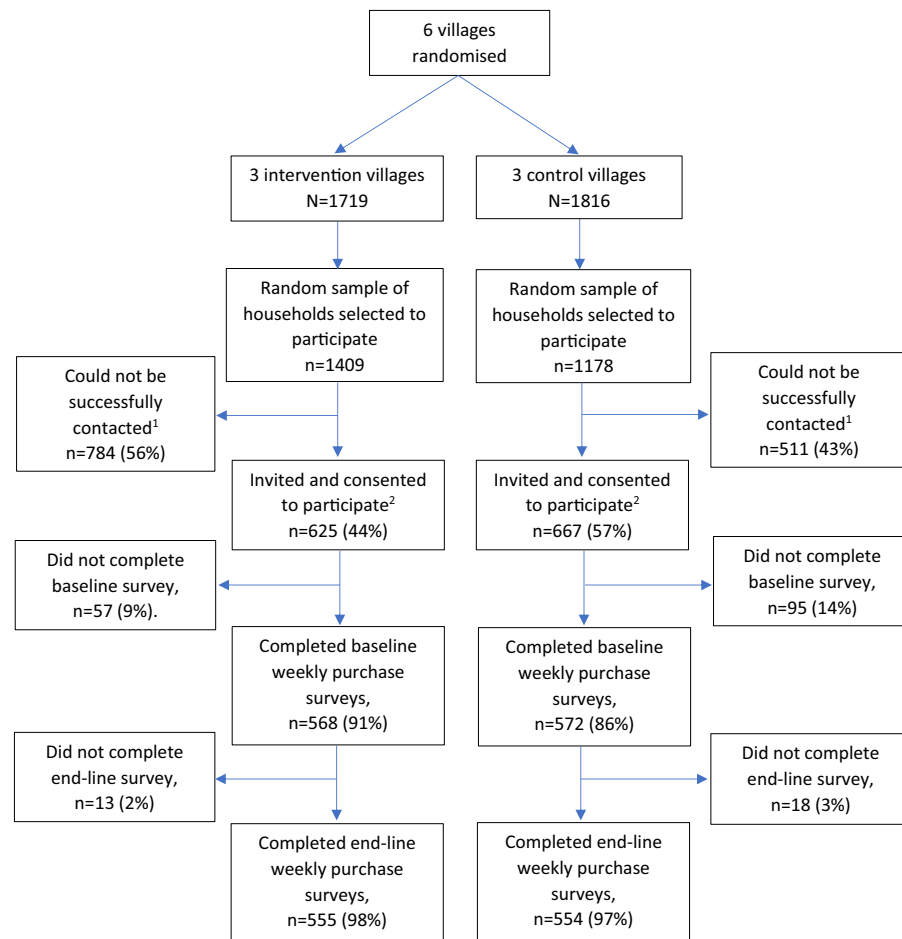 6 villages
randomised
3 intervention villages
N=1719
3 control villages
N=1816
Random sample of
households selected to
participate
n=1409
Random sample of
households selected to
participate
n=1178
Could not be
successfully
contacted1
n=784 (56%)
Could not be
successfully
contacted1
n=511 (43%)
Invited and consented
to participate2
n=625 (44%)
Invited and consented
to participate2
n=667 (57%)
Did not complete
baseline survey,
n=57 (9%).
Did not complete
baseline survey,
n=95 (14%)
Completed baseline
weekly purchase
surveys,
n=568 (91%)
Completed baseline
weekly purchase
surveys,
n=572 (86%)
Did not complete
end-line survey,
n=13 (2%)
Did not complete
end-line survey,
n=18 (3%)
Completed end-line
weekly purchase
surveys,
n=555 (98%)
Completed end-line
weekly purchase
surveys,
n=554 (97%)